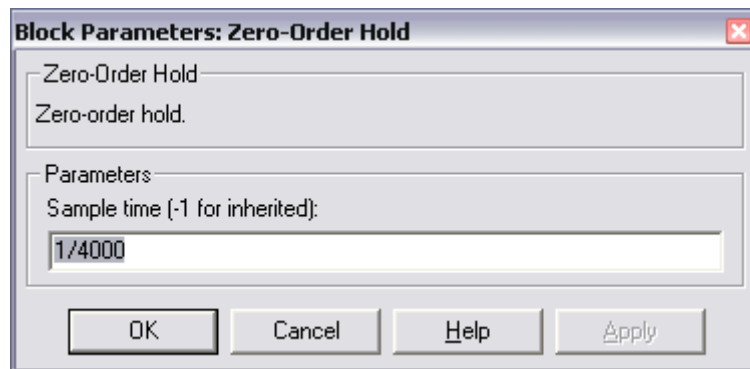 Block Parameters: Zero-Order Hold
Zero-Order Hold
Zero-order hold.
Parameters
Sample time (-1 for inherited):
1/4000
OK Cancel Help Apply